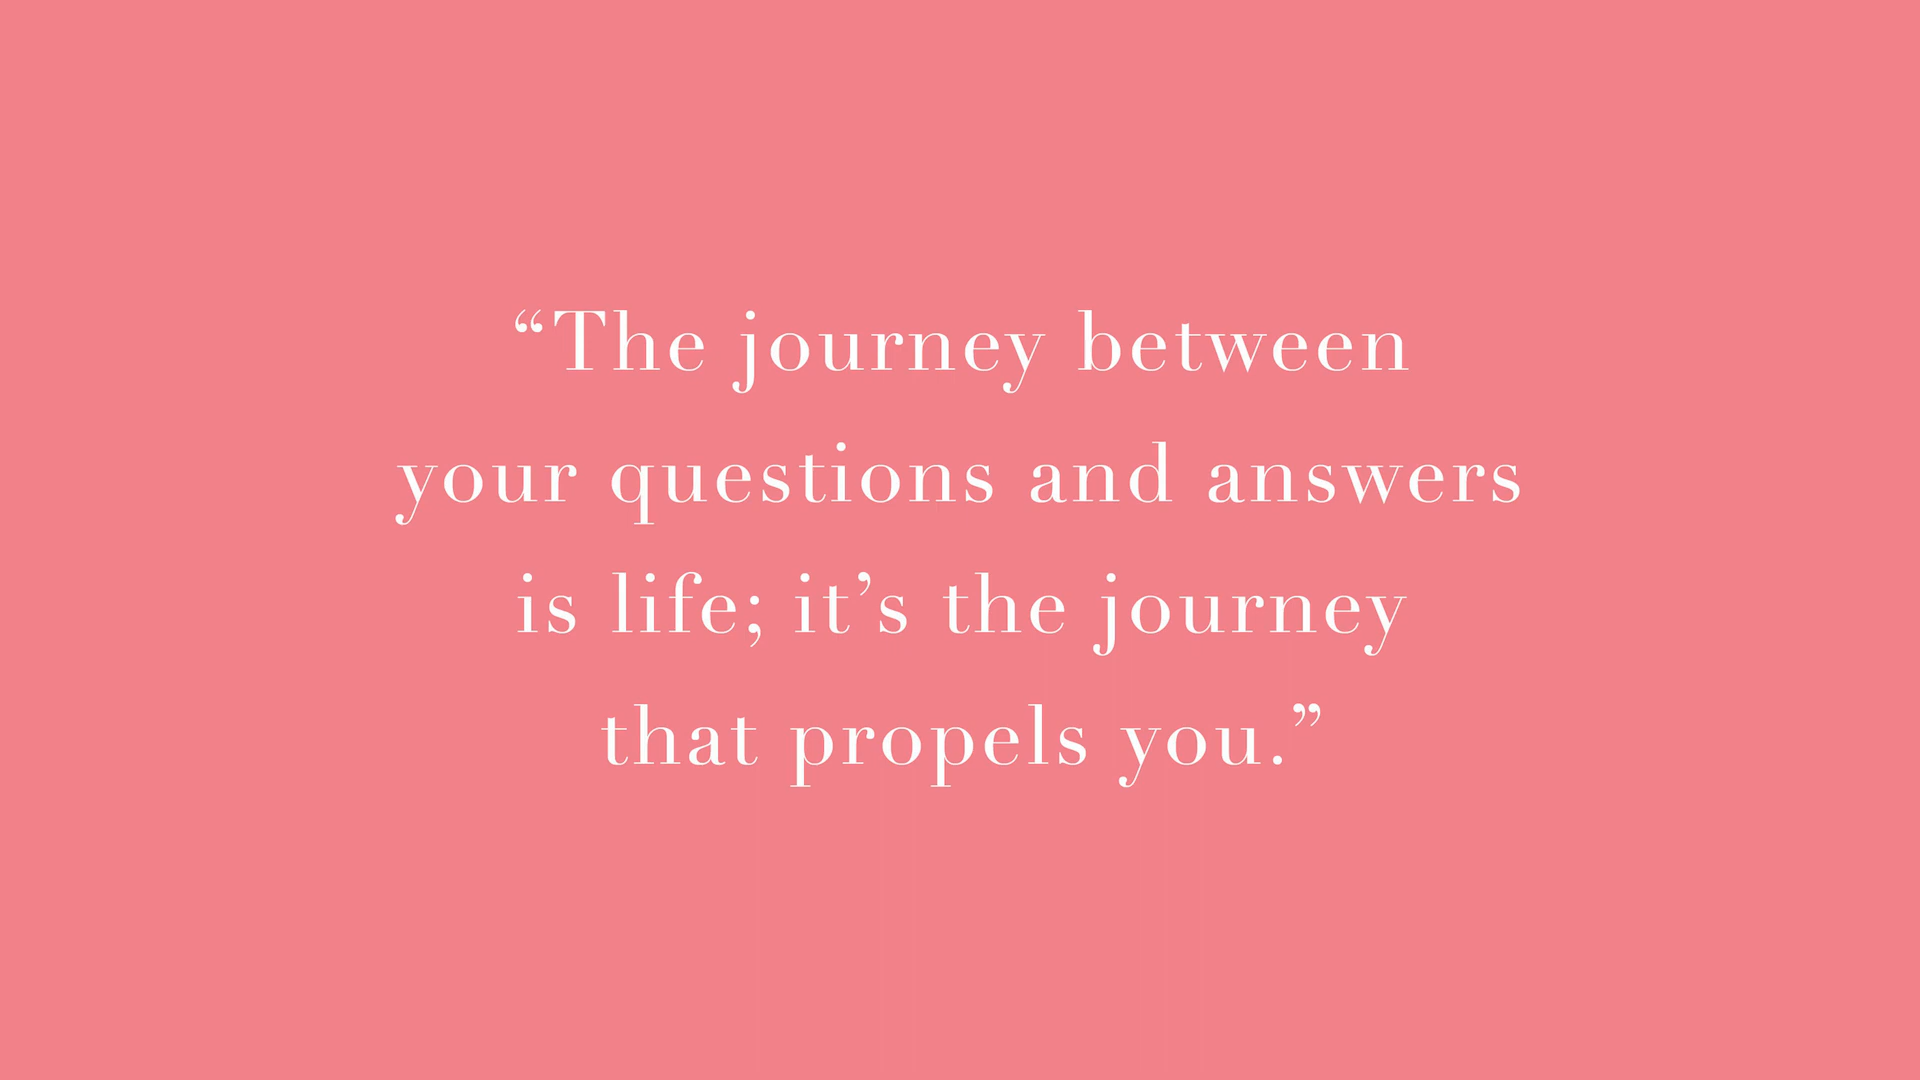 “The journey between
your questions and answers
is life; it’s the journey
that propels you.”